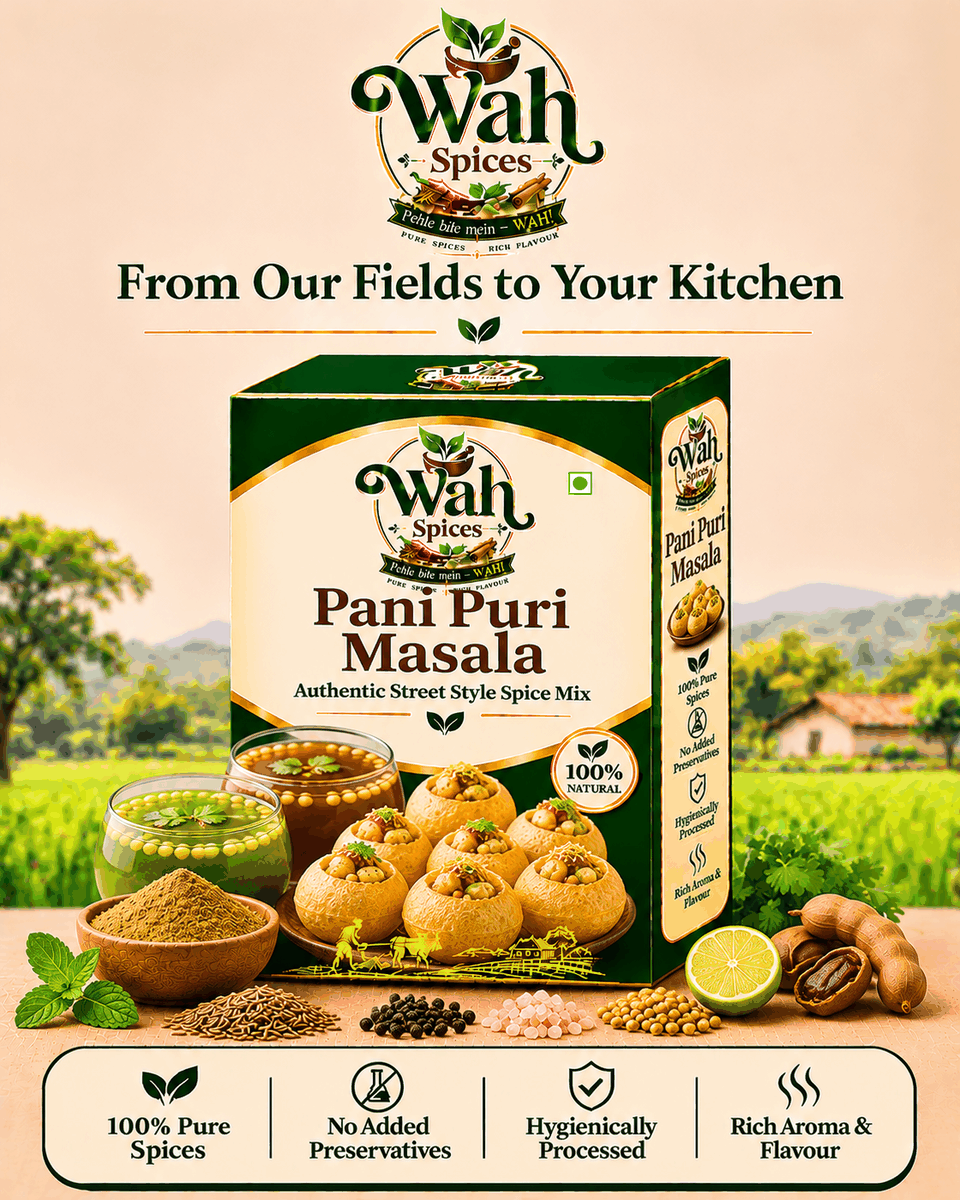 Wah
Spices
Pehle bite mein – WAH!
PURE SPICES RICH FLAVOUR
From Our Fields to Your Kitchen
Wah
Spices
Pehle bite mein – WAH!
PURE FLAVOUR
Pani Puri
Masala
Authentic Street Style Spice Mix
100%
NATURAL
Wah
Spices
Pani Puri
Masala
100% Pure
Spices
No Added
Preservatives
Hygienically
Processed
Rich Aroma &
Flavour
100% Pure
Spices
No Added
Preservatives
Hygienically
Processed
Rich Aroma &
Flavour